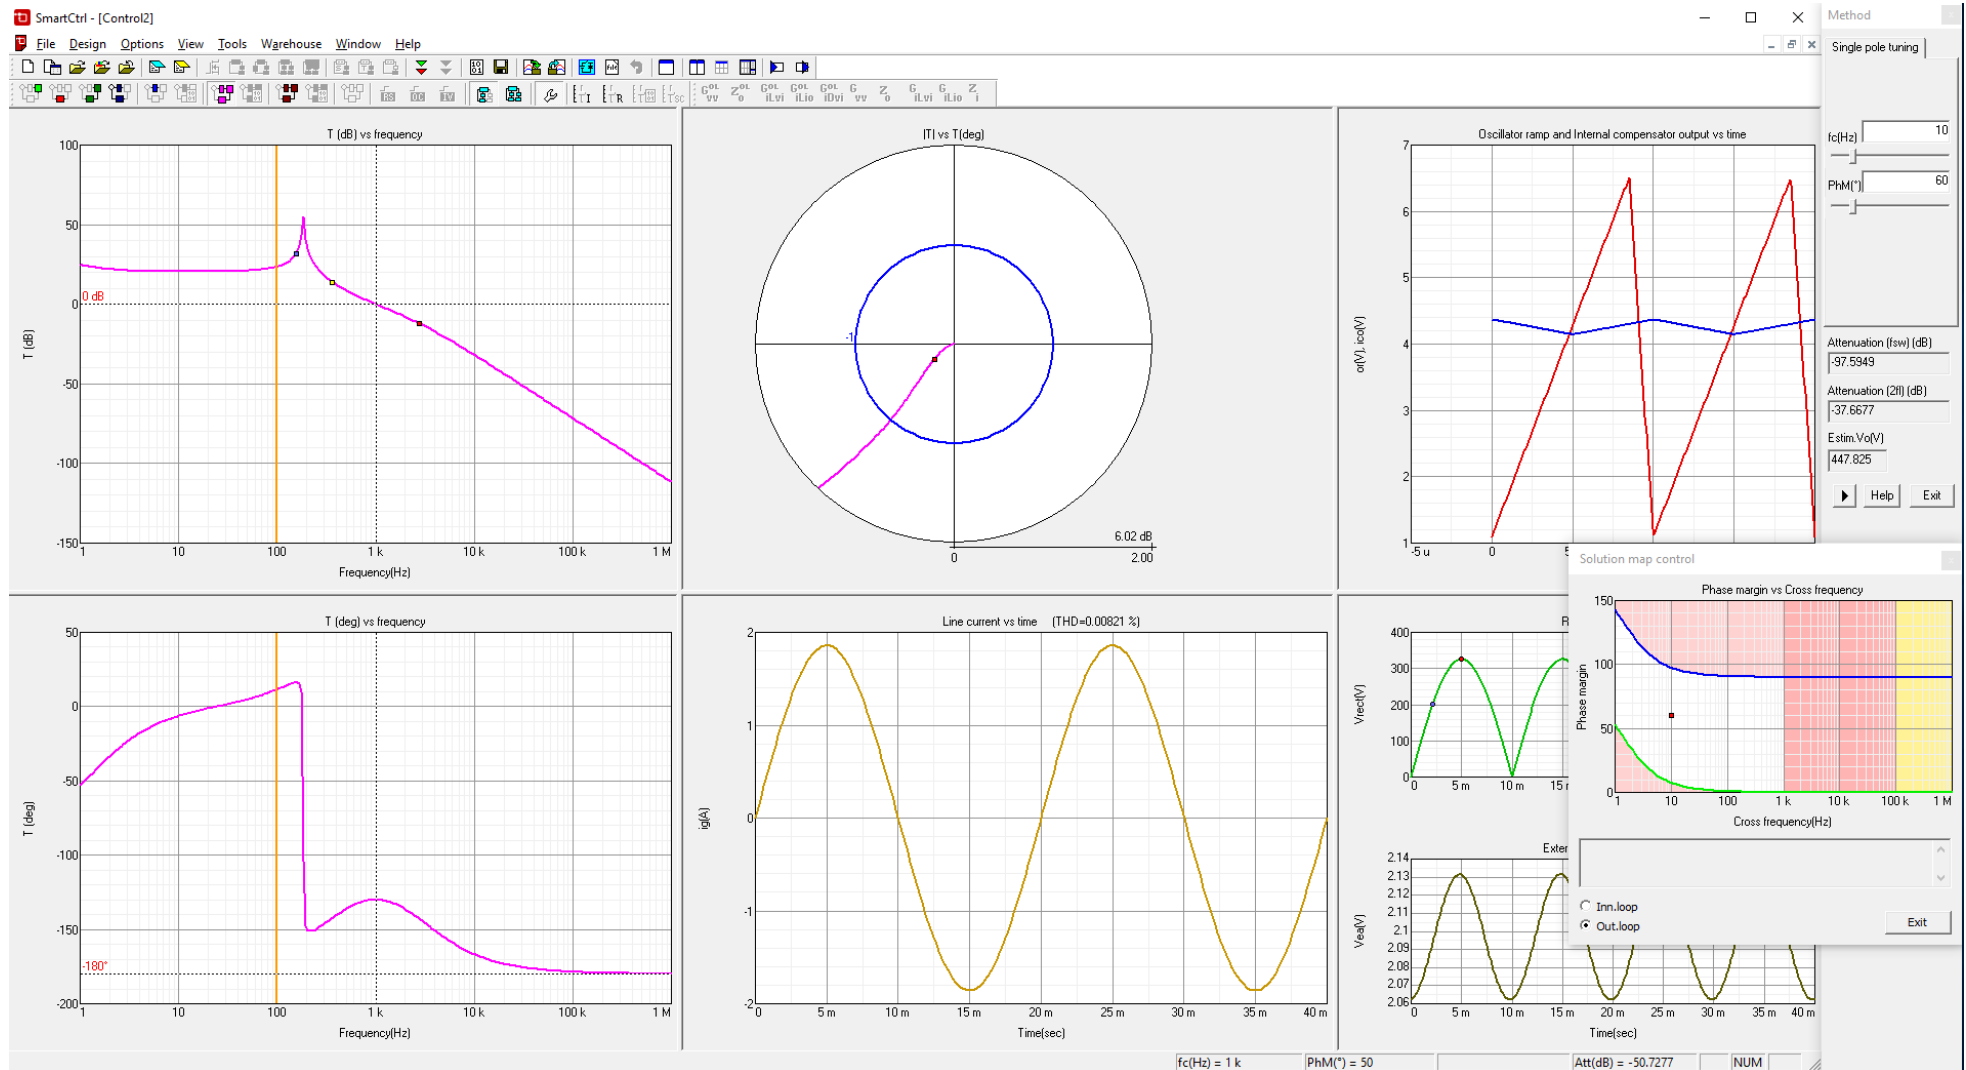 SmartCtrl - [Control2]
File Design Options View Tools Warehouse Window Help
T (dB) vs frequency
100
50
0
-50
-100
-150
0 dB
T (dB)
1 10 100 1 k 10 k 100 k 1 M
Frequency(Hz)
|T| vs T(deg)
-1
6.02 dB
0 2.00
Oscillator ramp and Internal compensator output vs time
7
6
5
4
3
2
1
or(V), ico(V)
-5 u 0 5
T (deg) vs frequency
50
0
-50
-100
-150
-200
-180°
T (deg)
1 10 100 1 k 10 k 100 k 1 M
Frequency(Hz)
Line current vs time (THD=0.00821 %)
2
1
0
-1
-2
ig(A)
0 5 m 10 m 15 m 20 m 25 m 30 m 35 m 40 m
Time(sec)
400
300
200
100
0
Vrect(V)
0 5 m 10 m 15
Exter
2.14
2.13
2.12
2.11
2.1
2.09
2.08
2.07
2.06
Vea(V)
0 5 m 10 m 15 m 20 m 25 m 30 m 35 m 40 m
Time(sec)
Method
Single pole tuning
fc(Hz) 10
PhM(°) 60
Attenuation (fsw) (dB)
-97.5949
Attenuation (2fl) (dB)
-37.6677
Estim.Vo(V)
447.825
Help Exit
Solution map control
Phase margin vs Cross frequency
150
100
50
0
Phase margin
1 10 100 1 k 10 k 100 k 1 M
Cross frequency(Hz)
Inn.loop
Out.loop
Exit
fc(Hz) = 1 k PhM(°) = 50 Att(dB) = -50.7277 NUM